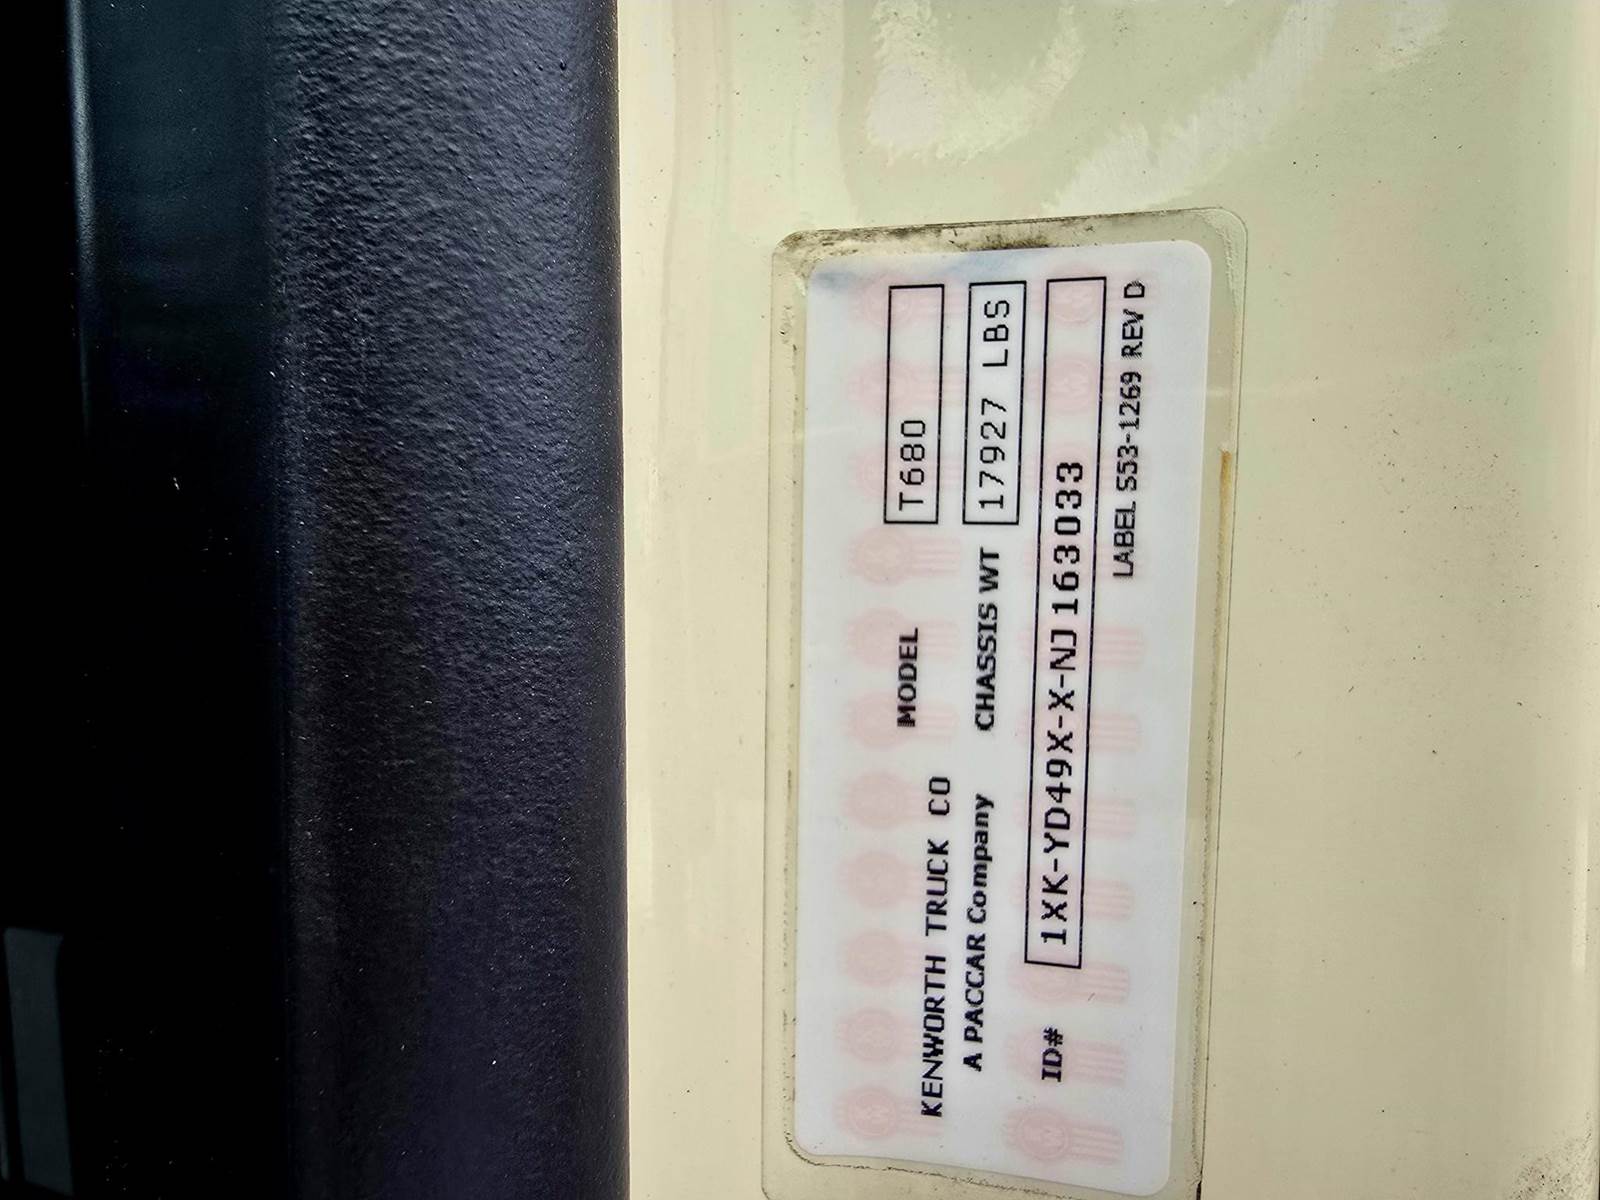 KENWORTH TRUCK CO MODEL T680
A PACCAR Company CHASSIS WT 17927 LBS
ID# 1XK-YD49X-X-NJ163033
LABEL S53-1269 REV D